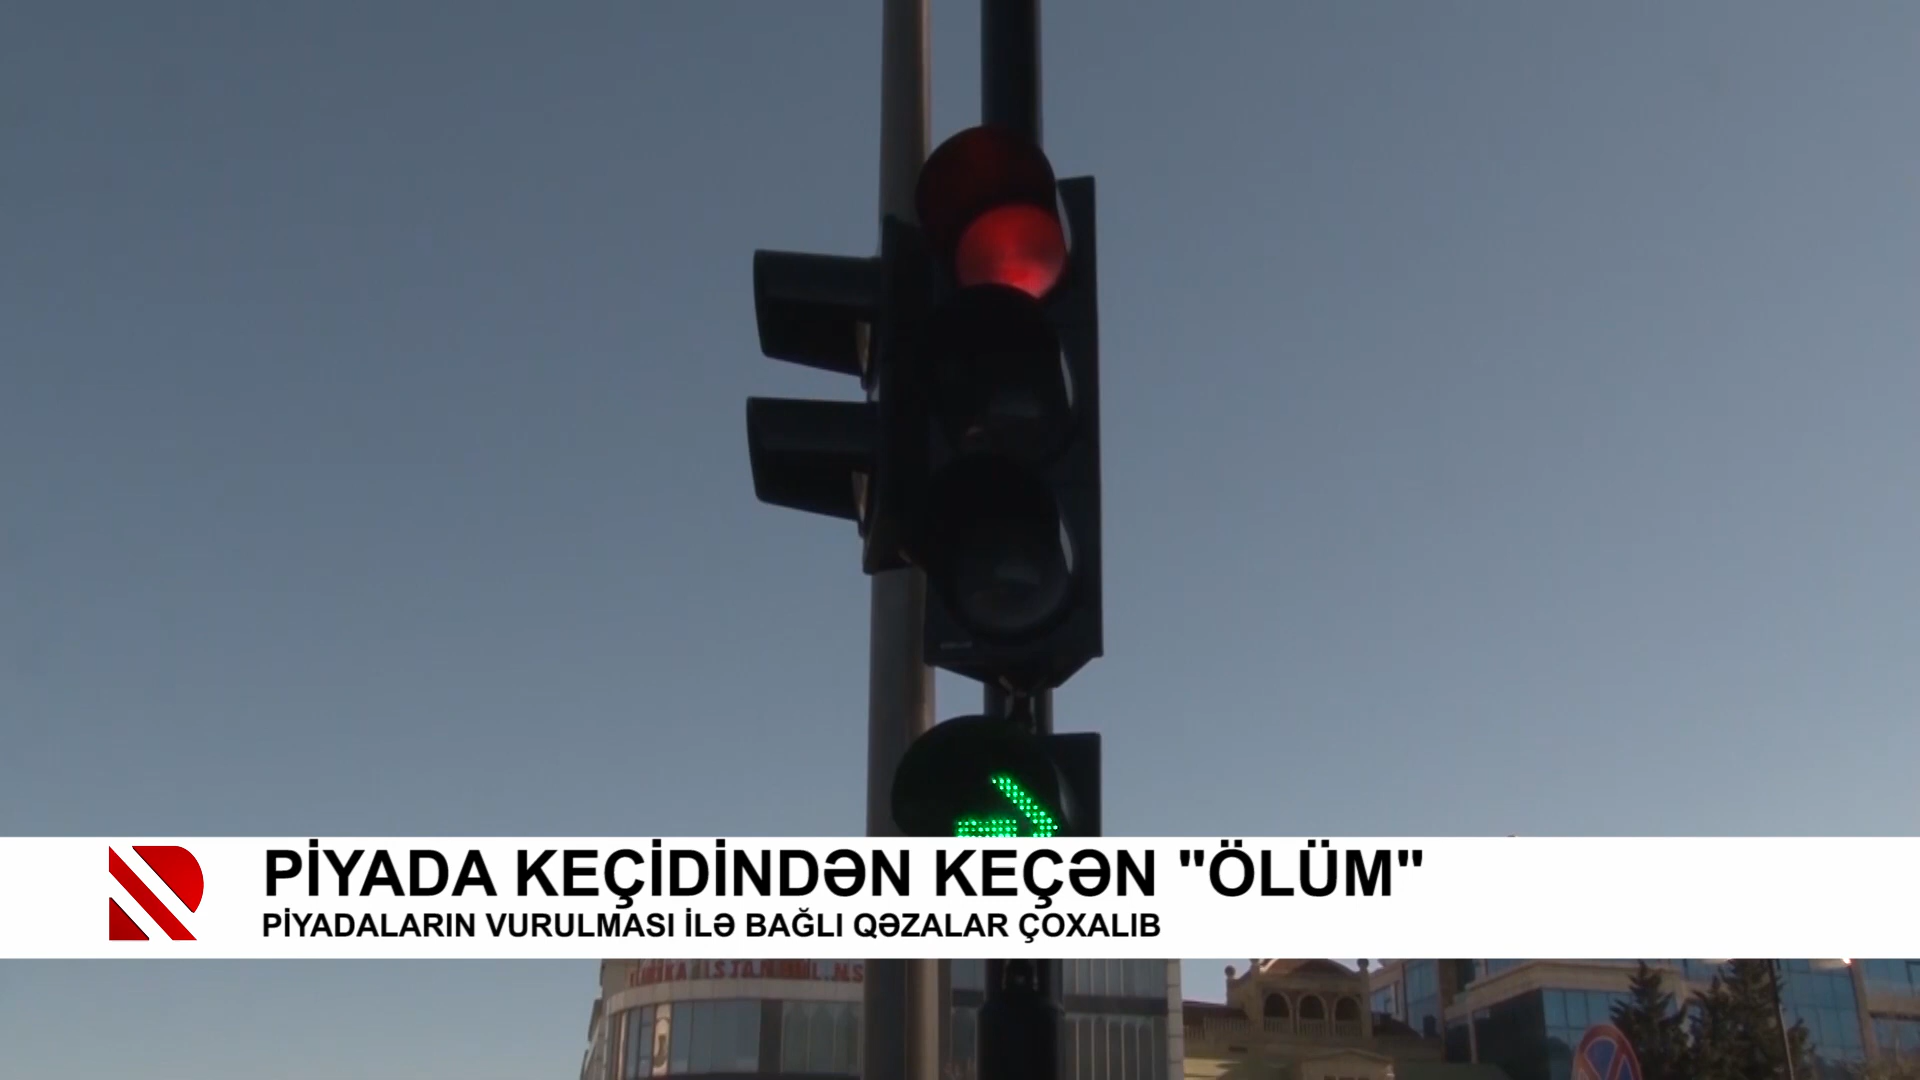 PİYADA KEÇİDİNDƏN KEÇƏN "ÖLÜM"
PİYADALARIN VURULMASI İLƏ BAĞLI QƏZALAR ÇOXALIB